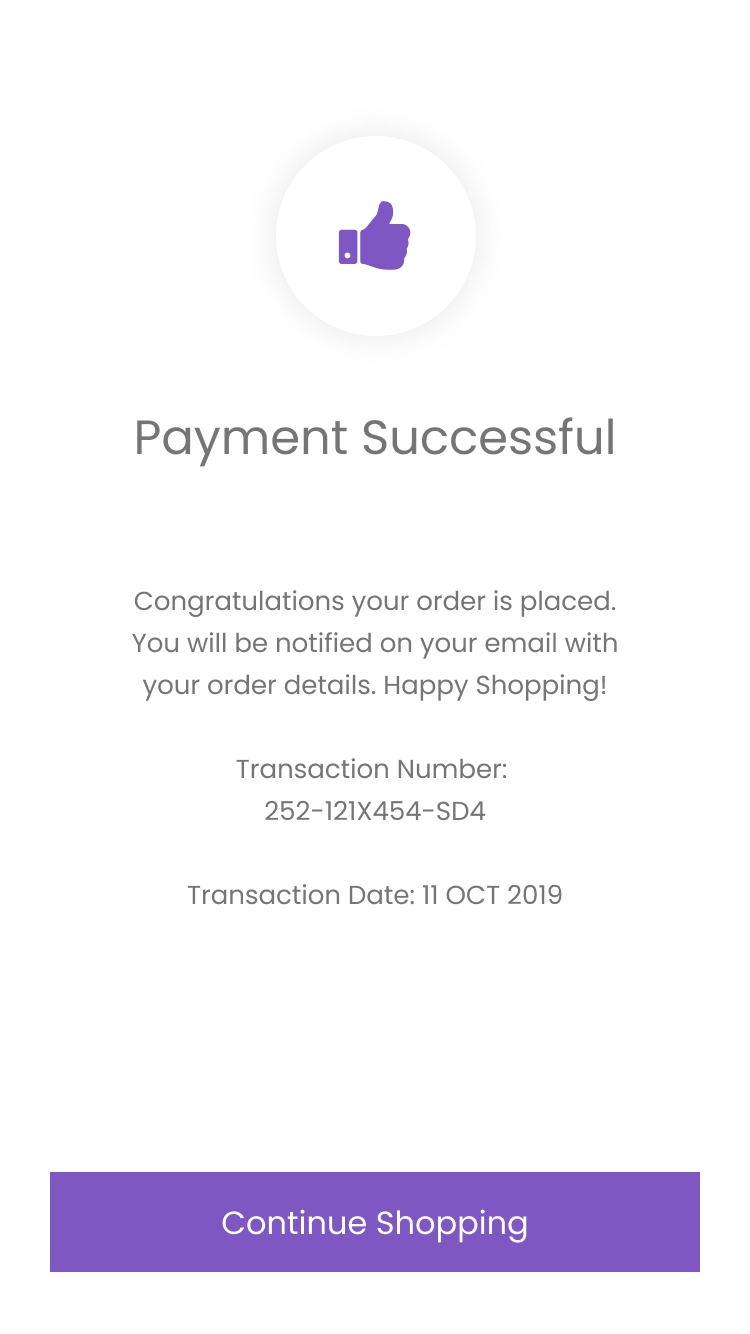 Payment Successful
Congratulations your order is placed.
You will be notified on your email with
your order details. Happy Shopping!
Transaction Number:
252-121X454-SD4
Transaction Date: 11 OCT 2019
Continue Shopping